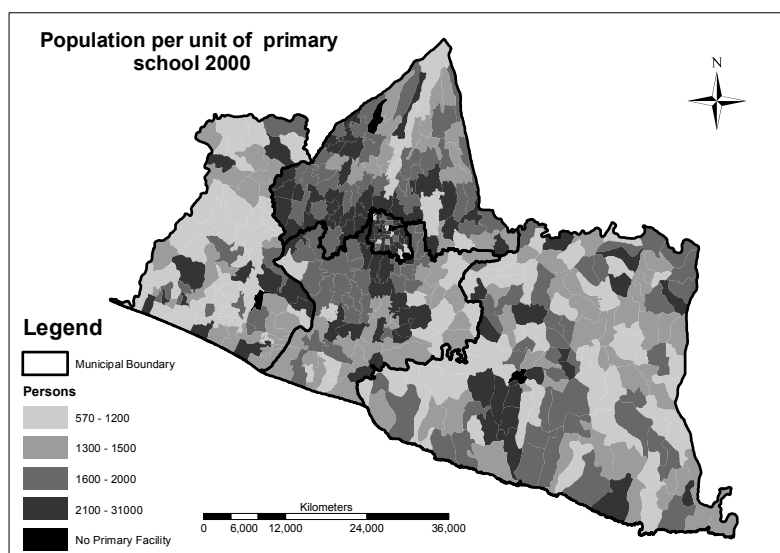 Population per unit of primary
school 2000
N
Legend
Municipal Boundary
Persons
570 - 1200
1300 - 1500
1600 - 2000
2100 - 31000
No Primary Facility
Kilometers
0 6,000 12,000 24,000 36,000